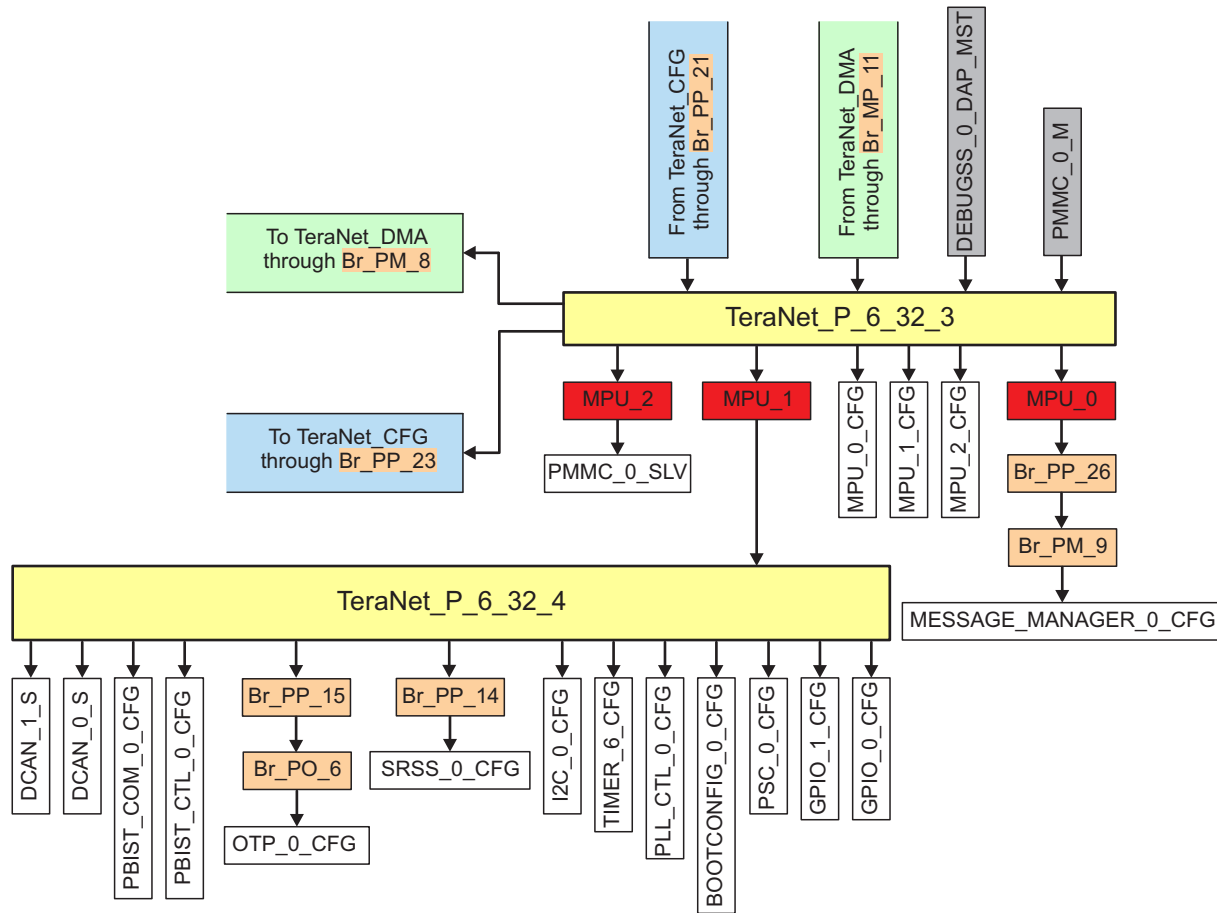 From TeraNet_CFG
through Br_PP_21
From TeraNet_DMA
through Br_MP_11
DEBUGSS_0_DAP_MST
PMMC_0_M
To TeraNet_DMA
through Br_PM_8
TeraNet_P_6_32_3
MPU_2
MPU_1
MPU_0_CFG
MPU_1_CFG
MPU_2_CFG
MPU_0
To TeraNet_CFG
through Br_PP_23
PMMC_0_SLV
Br_PP_26
Br_PM_9
TeraNet_P_6_32_4
MESSAGE_MANAGER_0_CFG
DCAN_1_S
DCAN_0_S
PBIST_COM_0_CFG
PBIST_CTL_0_CFG
Br_PP_15
Br_PO_6
OTP_0_CFG
Br_PP_14
SRSS_0_CFG
I2C_0_CFG
TIMER_6_CFG
PLL_CTL_0_CFG
BOOTCONFIG_0_CFG
PSC_0_CFG
GPIO_1_CFG
GPIO_0_CFG